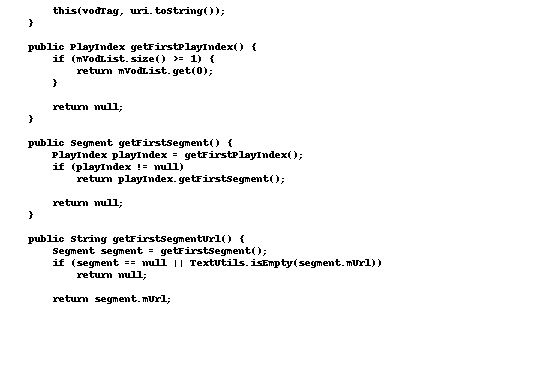 this(vodTag, uri.toString());
    }

    public PlayIndex getFirstPlayIndex() {
        if (mVodList.size() >= 1) {
            return mVodList.get(0);
        }

        return null;
    }

    public Segment getFirstSegment() {
        PlayIndex playIndex = getFirstPlayIndex();
        if (playIndex != null)
            return playIndex.getFirstSegment();

        return null;
    }

    public String getFirstSegmentUrl() {
        Segment segment = getFirstSegment();
        if (segment == null || TextUtils.isEmpty(segment.mUrl))
            return null;

        return segment.mUrl;